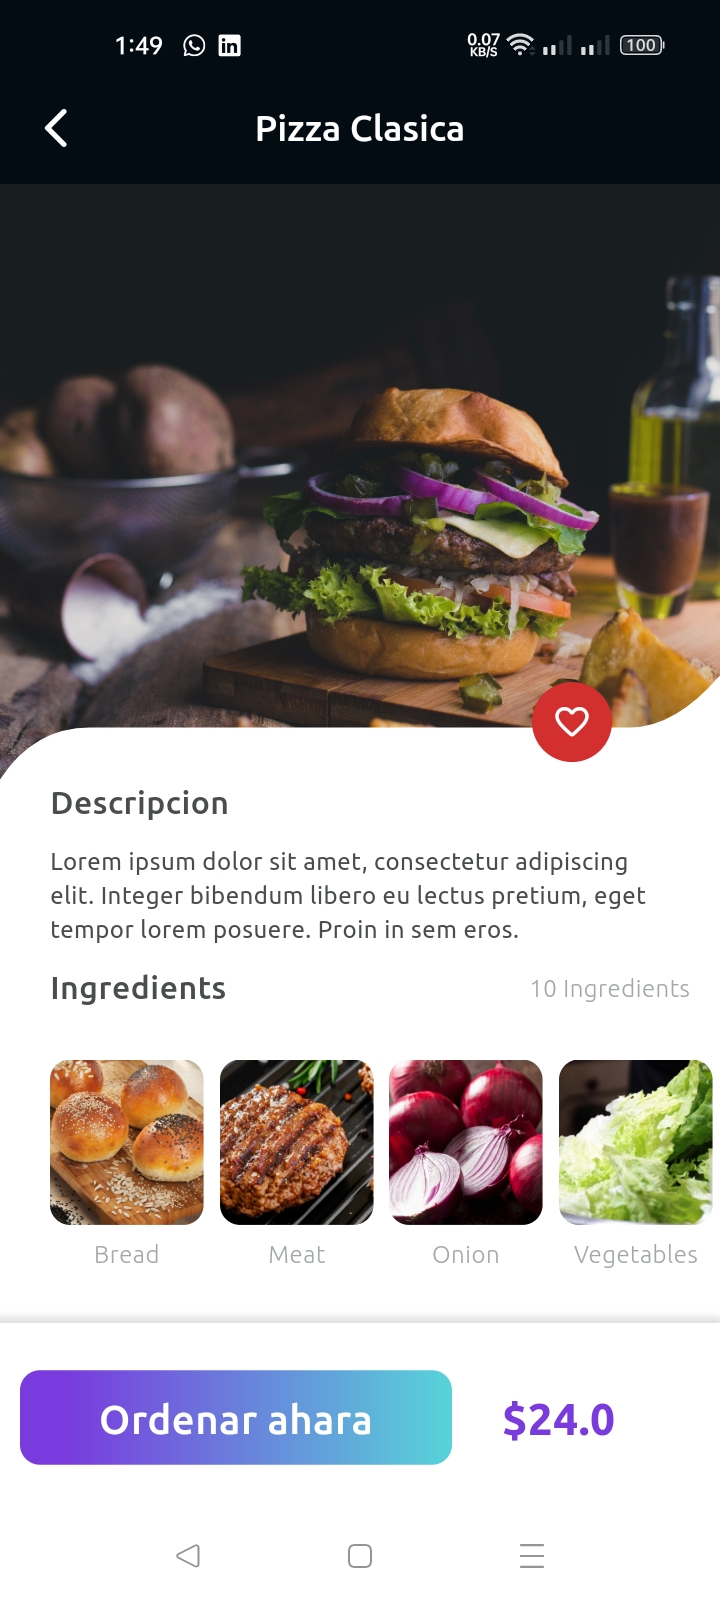 1:49
0.07
KB/S
100
Pizza Clasica
Descripcion
Lorem ipsum dolor sit amet, consectetur adipiscing
elit. Integer bibendum libero eu lectus pretium, eget
tempor lorem posuere. Proin in sem eros.
Ingredients
10 Ingredients
Bread
Meat
Onion
Vegetables
Ordenar ahara
$24.0